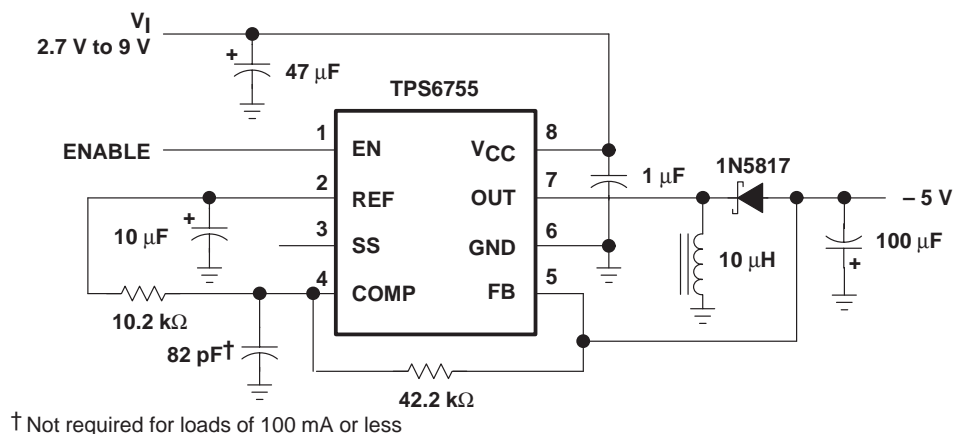 V_I
2.7 V to 9 V
+
47 μF
TPS6755
1
8
ENABLE
EN
V_CC
1N5817
2
7
1 μF
REF
OUT
– 5 V
+
10 μF
3
6
SS
GND
10 μH
100 μF
+
4
5
COMP
FB
10.2 kΩ
82 pF†
42.2 kΩ
† Not required for loads of 100 mA or less